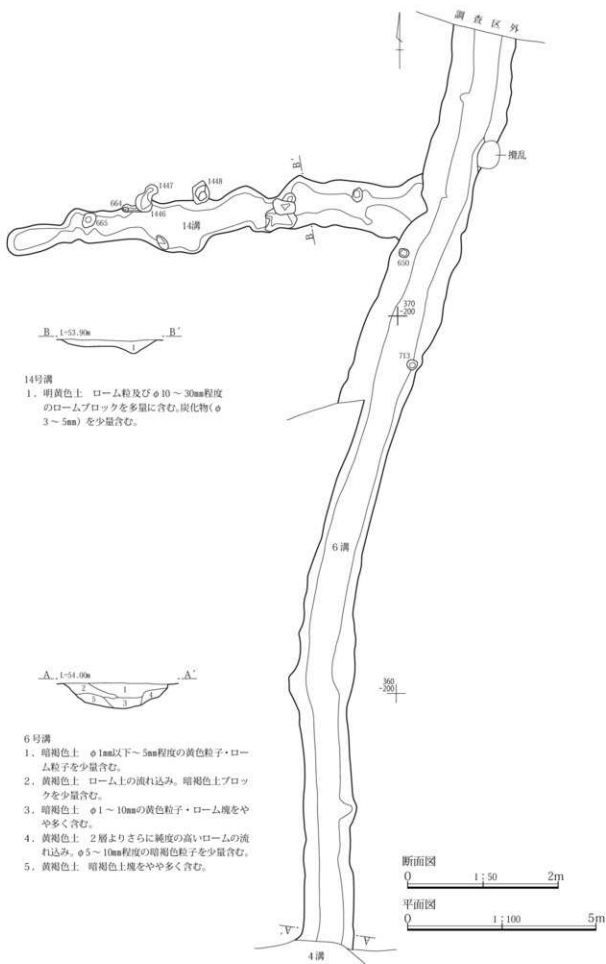 調査区外
攪乱
B′
1447
1448
664
1446
665
14溝
B
650
370
-200
713
B L=53.90m B′
1
14号溝
1．明黄色土　ローム粒及びφ10～30㎜程度
のロームブロックを多量に含む。炭化物（φ
3～5㎜）を少量含む。
6溝
A L=54.00m A′
2 1 4
5 3
360
-200
6号溝
1．暗褐色土　φ1㎜以下～5㎜程度の黄色粒子・ロー
ム粒子を少量含む。
2．黄褐色土　ローム土の流れ込み。暗褐色土ブロッ
クを少量含む。
3．暗褐色土　φ1～10㎜の黄色粒子・ローム塊をや
や多く含む。
4．黄褐色土　2層よりさらに純度の高いロームの流
れ込み。φ5～10㎜程度の暗褐色粒子を少量含む。
5．黄褐色土　暗褐色土塊をやや多く含む。
断面図
0 1：50 2m
平面図
0 1：100 5m
A′ A
4溝